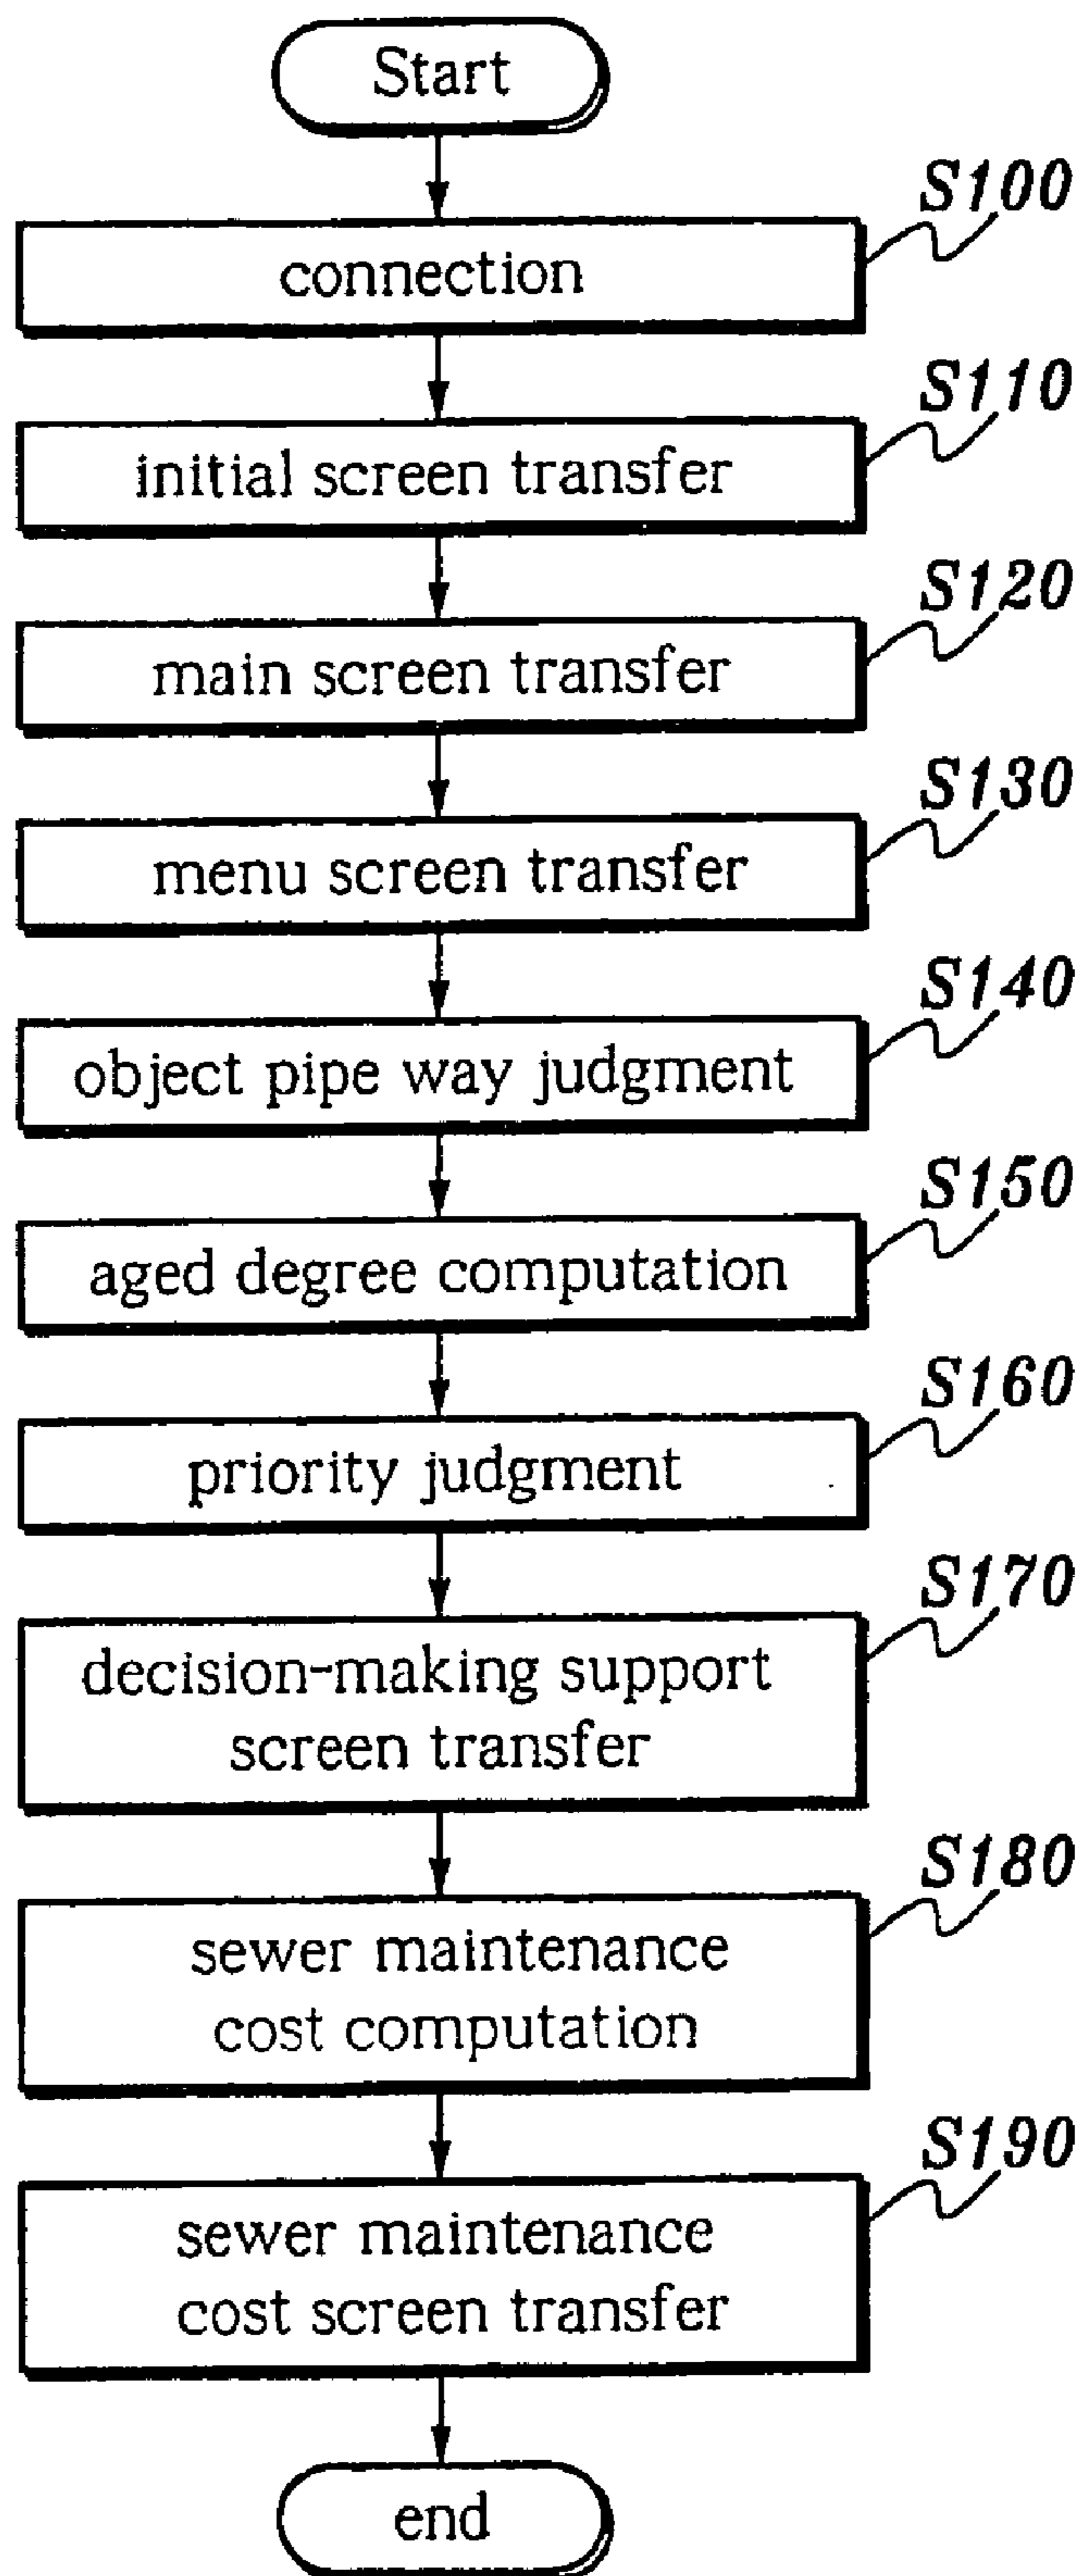 Start
S100
connection
S110
initial screen transfer
S120
main screen transfer
S130
menu screen transfer
S140
object pipe way judgment
S150
aged degree computation
S160
priority judgment
S170
decision-making support
screen transfer
S180
sewer maintenance
cost computation
S190
sewer maintenance
cost screen transfer
end